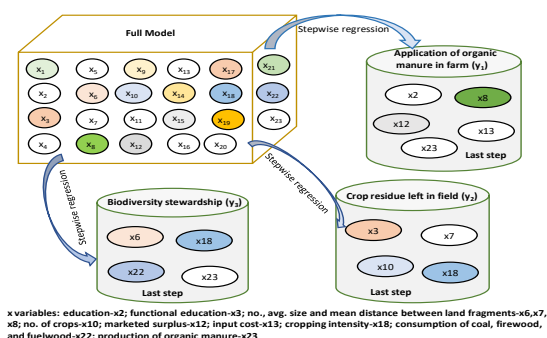 Full Model
Stepwise regression
x1 x5 x9 x13 x17 x21
x2 x6 x10 x14 x18 x22
x3 x7 x11 x15 x19 x23
x4 x8 x12 x16 x20
Application of organic
manure in farm (y1)
x2 x8
x12 x13
x23
Last step
Stepwise regression
Stepwise regression
Biodiversity stewardship (y3)
x6 x18
x22 x23
Last step
Crop residue left in field (y2)
x3 x7
x10 x18
Last step
x variables: education-x2; functional education-x3; no., avg. size and mean distance between land fragments-x6,x7,
x8; no. of crops-x10; marketed surplus-x12; input cost-x13; cropping intensity-x18; consumption of coal, firewood,
and fuelwood-x22; production of organic manure-x23